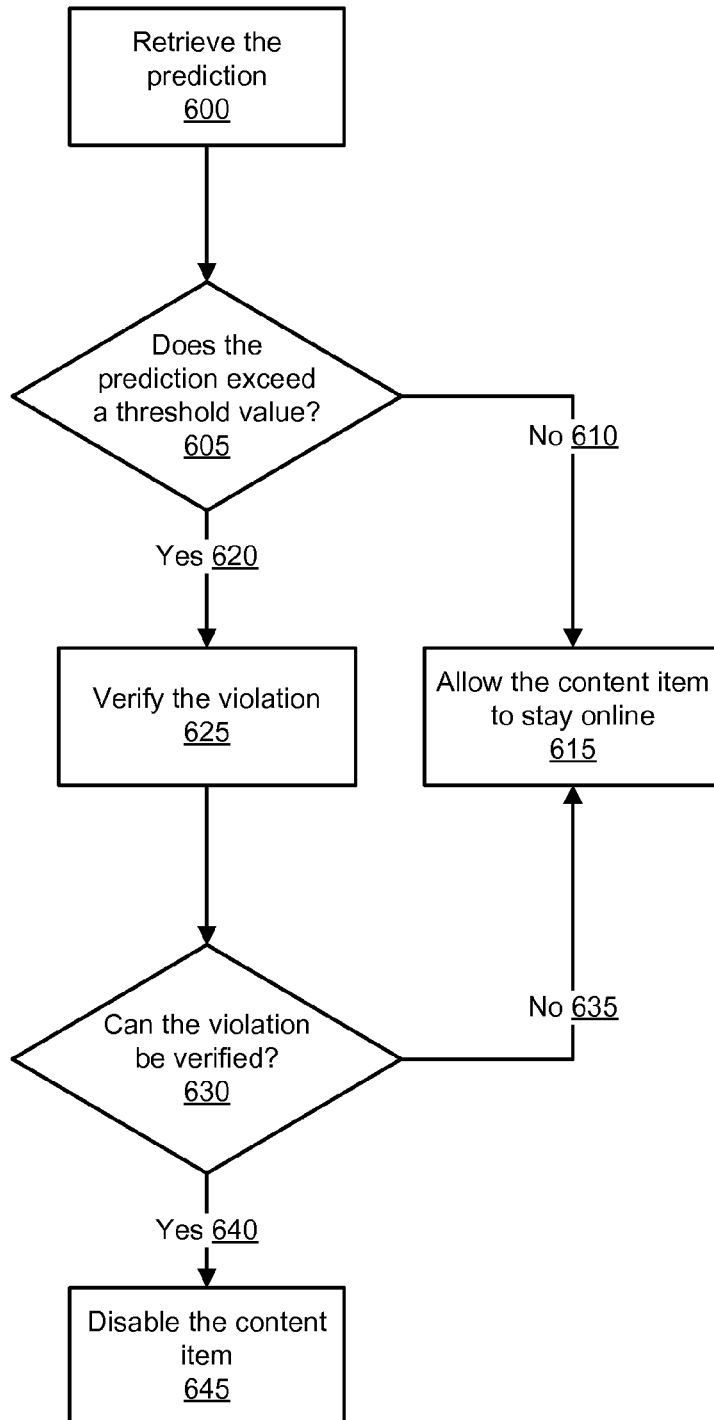 Retrieve the
prediction
600
Does the
prediction exceed
a threshold value?
605
No 610
Yes 620
Verify the violation
625
Allow the content item
to stay online
615
Can the violation
be verified?
630
No 635
Yes 640
Disable the content
item
645